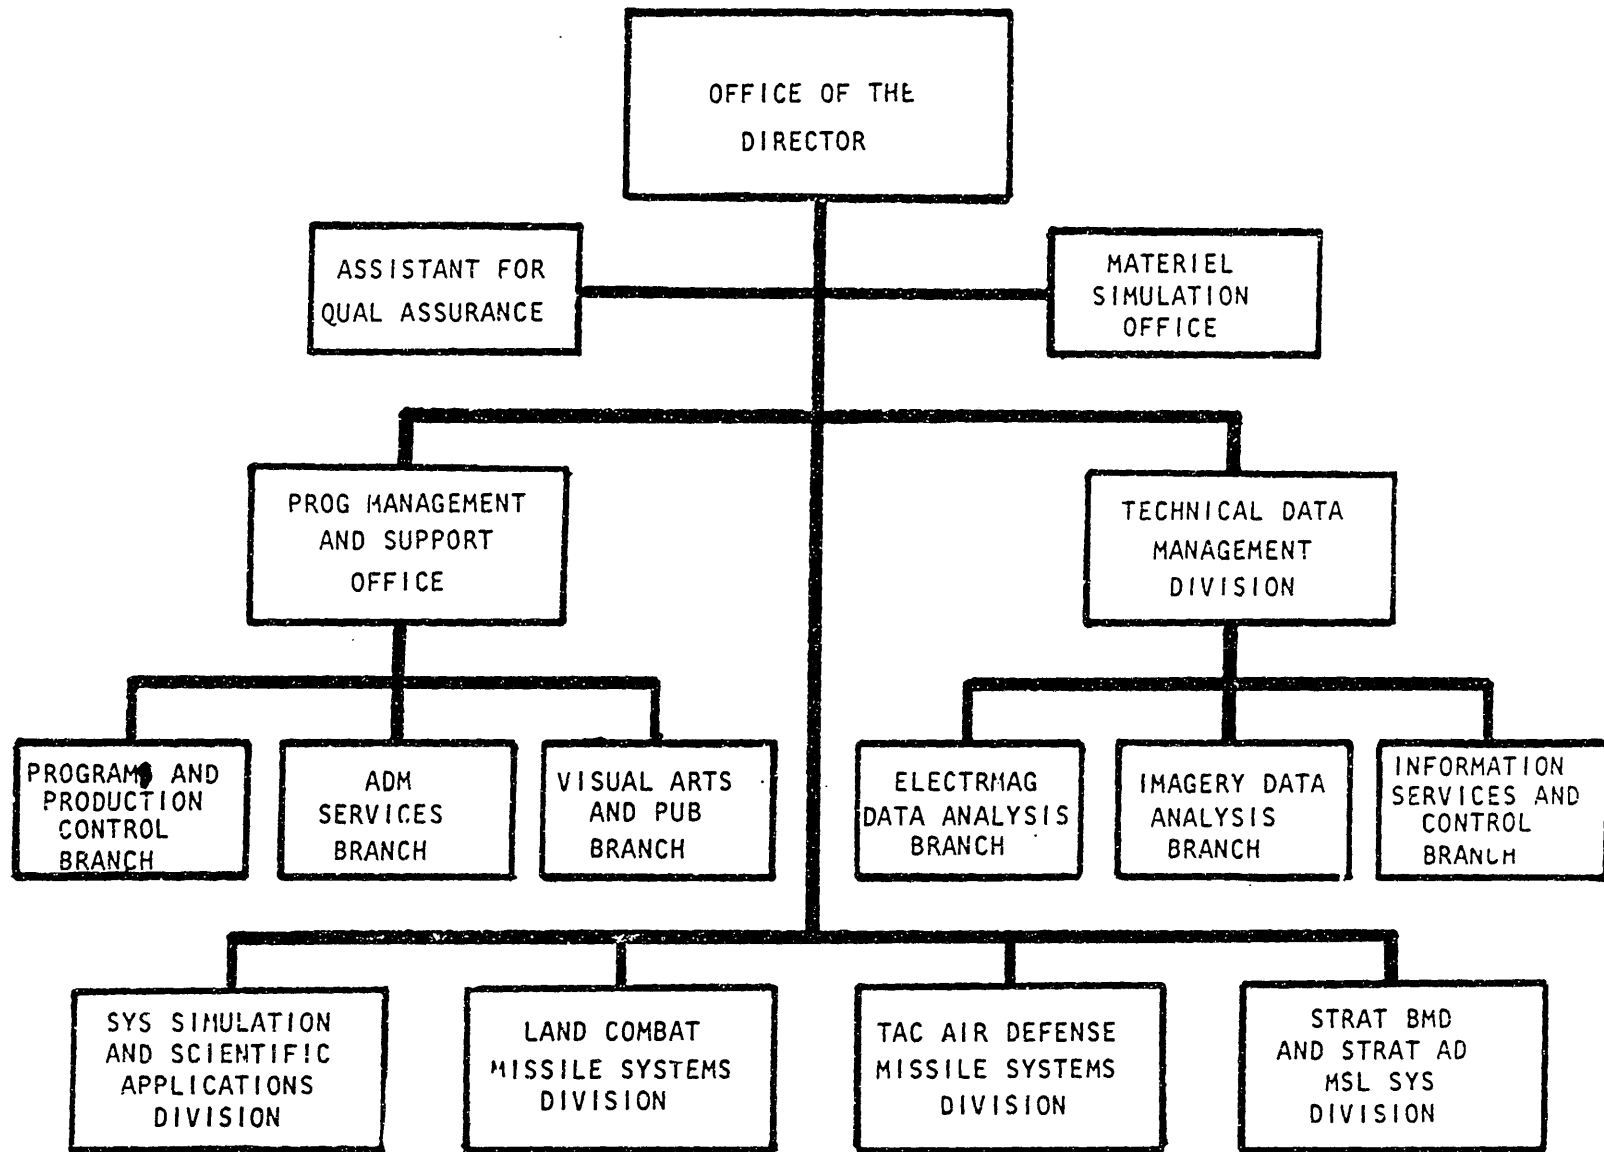 OFFICE OF THE
DIRECTOR
ASSISTANT FOR
QUAL ASSURANCE
MATERIEL
SIMULATION
OFFICE
PROG MANAGEMENT
AND SUPPORT
OFFICE
TECHNICAL DATA
MANAGEMENT
DIVISION
PROGRAMS AND
PRODUCTION
CONTROL
BRANCH
ADM
SERVICES
BRANCH
VISUAL ARTS
AND PUB
BRANCH
ELECTRMAG
DATA ANALYSIS
BRANCH
IMAGERY DATA
ANALYSIS
BRANCH
INFORMATION
SERVICES AND
CONTROL
BRANCH
SYS SIMULATION
AND SCIENTIFIC
APPLICATIONS
DIVISION
LAND COMBAT
MISSILE SYSTEMS
DIVISION
TAC AIR DEFENSE
MISSILE SYSTEMS
DIVISION
STRAT BMD
AND STRAT AD
MSL SYS
DIVISION